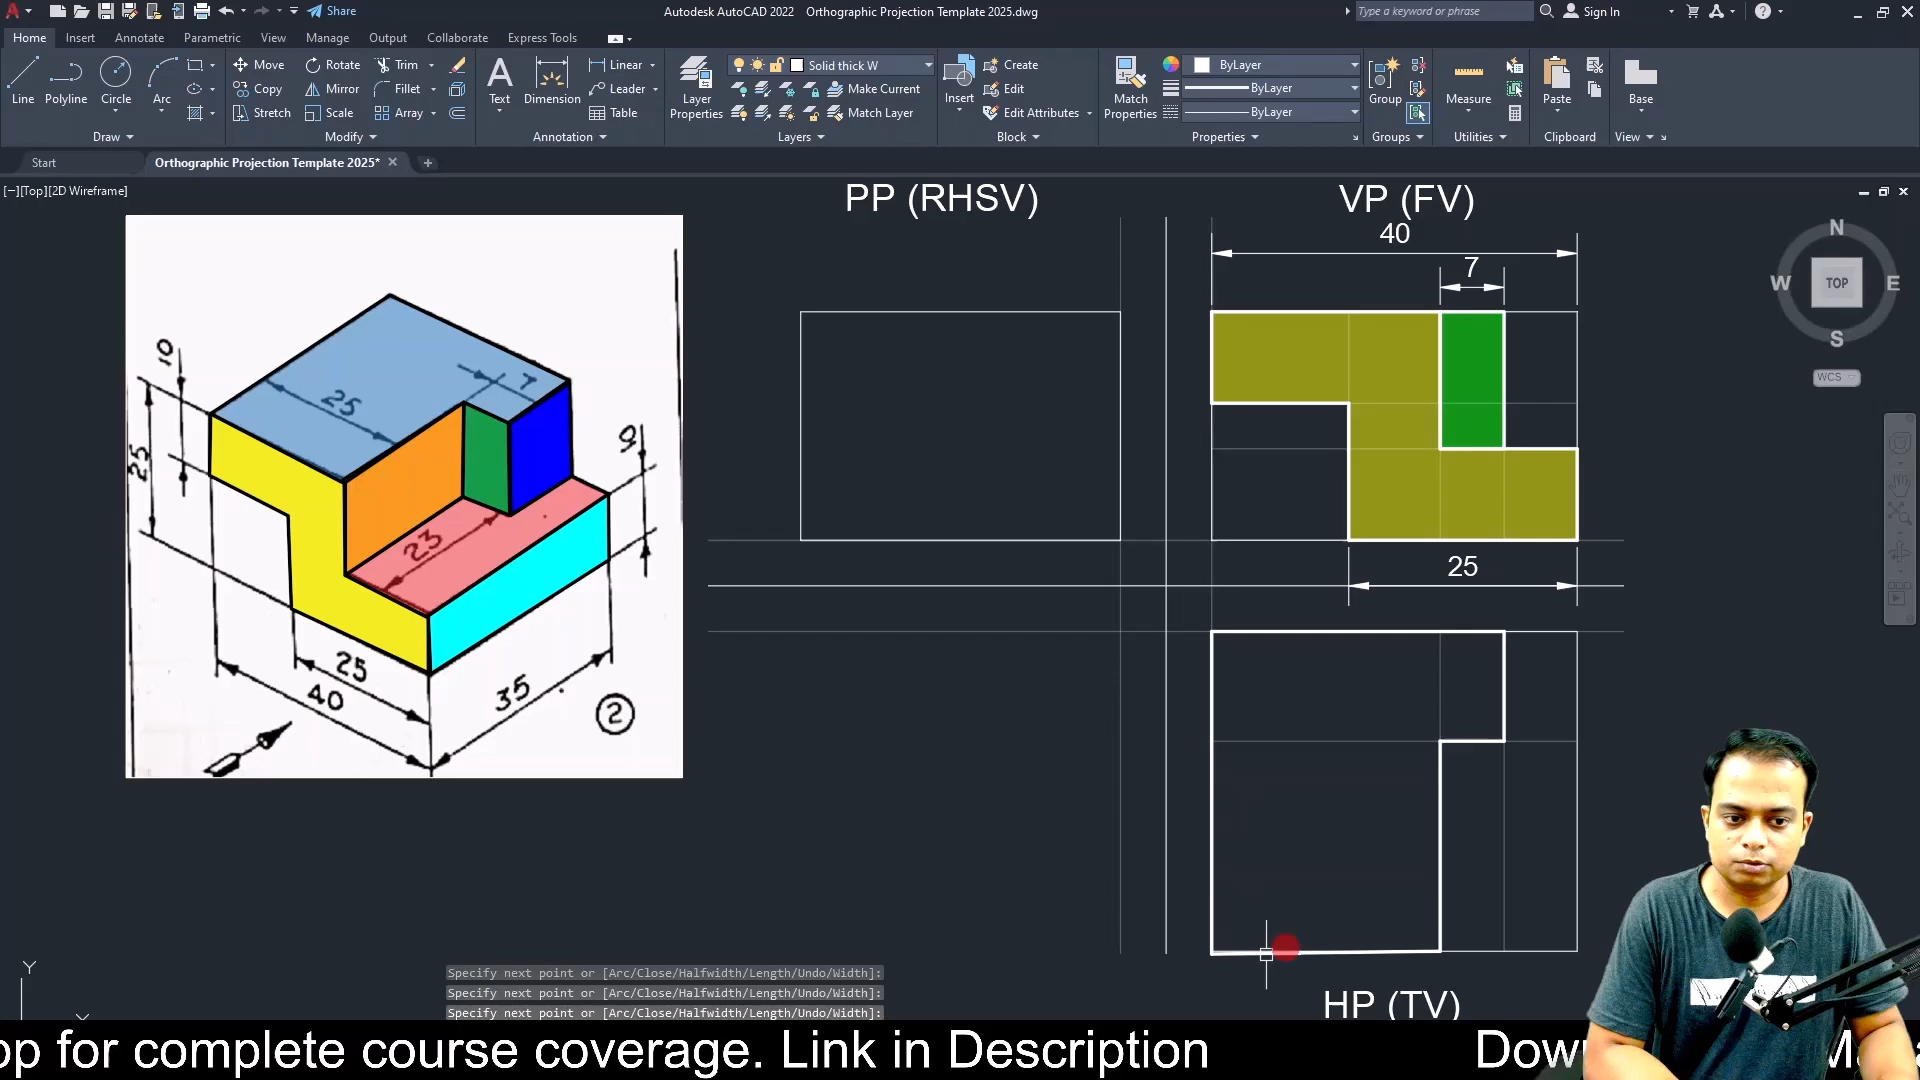 Share
Autodesk AutoCAD 2022 Orthographic Projection Template 2025.dwg
Type a keyword or phrase
Sign In
Home Insert Annotate Parametric View Manage Output Collaborate Express Tools
Line Polyline Circle Arc
Move Rotate Trim
Copy Mirror Fillet
Stretch Scale Array
Text Dimension
Linear
Leader
Table
Layer Properties
Solid thick W
Make Current
Match Layer
Insert
Create
Edit
Edit Attributes
Match Properties
ByLayer
ByLayer
ByLayer
Group Measure Paste Base
Draw Modify Annotation Layers Block Properties Groups Utilities Clipboard View
Start Orthographic Projection Template 2025*
[−][Top][2D Wireframe]
PP (RHSV)
VP (FV)
40
7
25
HP (TV)
N
W TOP E
S
WCS
10
25
25
7
10
23
25
40
35
2
Y
Specify next point or [Arc/Close/Halfwidth/Length/Undo/Width]:
Specify next point or [Arc/Close/Halfwidth/Length/Undo/Width]:
Specify next point or [Arc/Close/Halfwidth/Length/Undo/Width]:
pp for complete course coverage. Link in Description